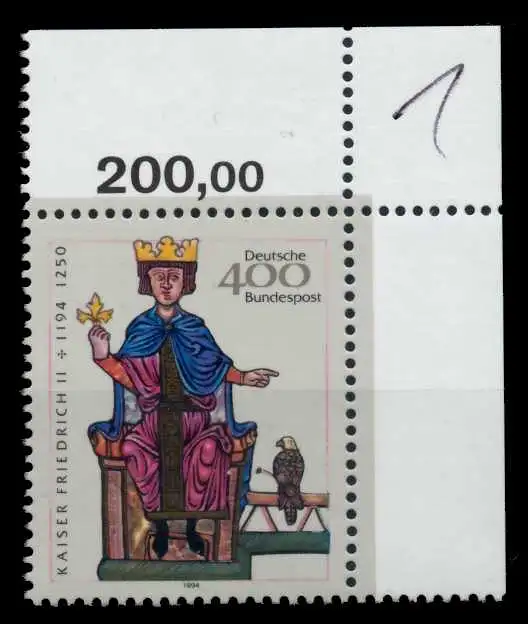 1
200,00
Deutsche
400
Bundespost
KAISER FRIEDRICH II ÷ 1194 1250
1994